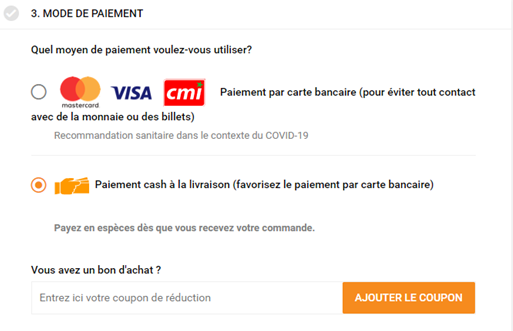 3. MODE DE PAIEMENT
Quel moyen de paiement voulez-vous utiliser?
mastercard VISA cmi Paiement par carte bancaire (pour éviter tout contact
avec de la monnaie ou des billets)
Recommandation sanitaire dans le contexte du COVID-19
Paiement cash à la livraison (favorisez le paiement par carte bancaire)
Payez en espèces dès que vous recevez votre commande.
Vous avez un bon d'achat ?
Entrez ici votre coupon de réduction AJOUTER LE COUPON